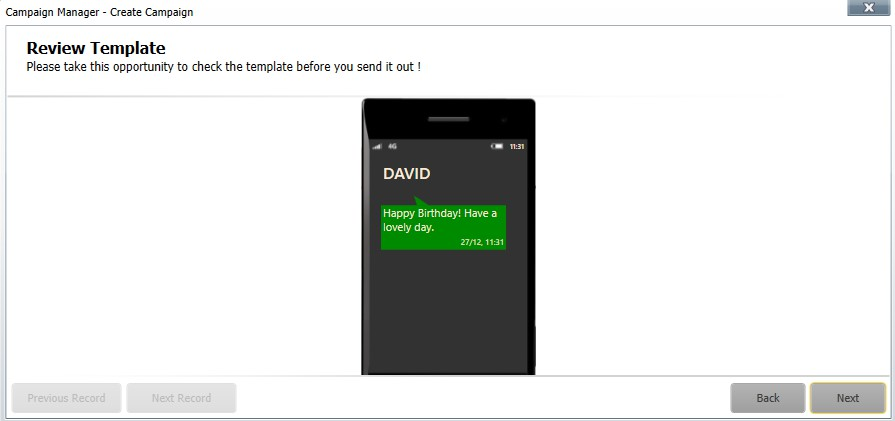 Campaign Manager - Create Campaign
Review Template
Please take this opportunity to check the template before you send it out !
4G
11:31
DAVID
Happy Birthday! Have a
lovely day.
27/12, 11:31
Previous Record
Next Record
Back
Next